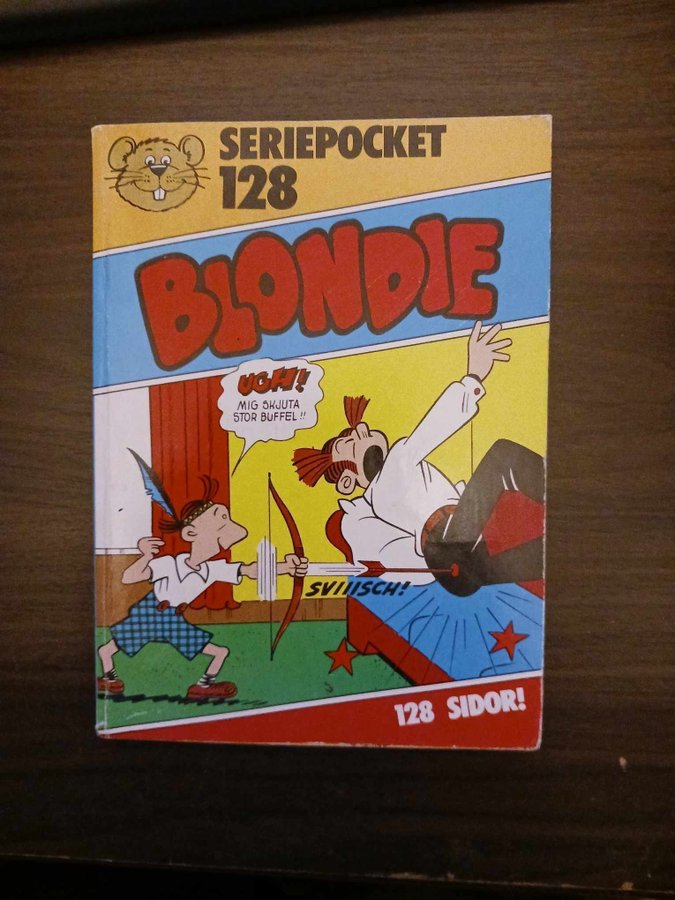 SERIEPOCKET
128
BLONDIE
UGH!!
MIG SKJUTA
STOR BUFFEL!!
SVIIISCH!
128 SIDOR!